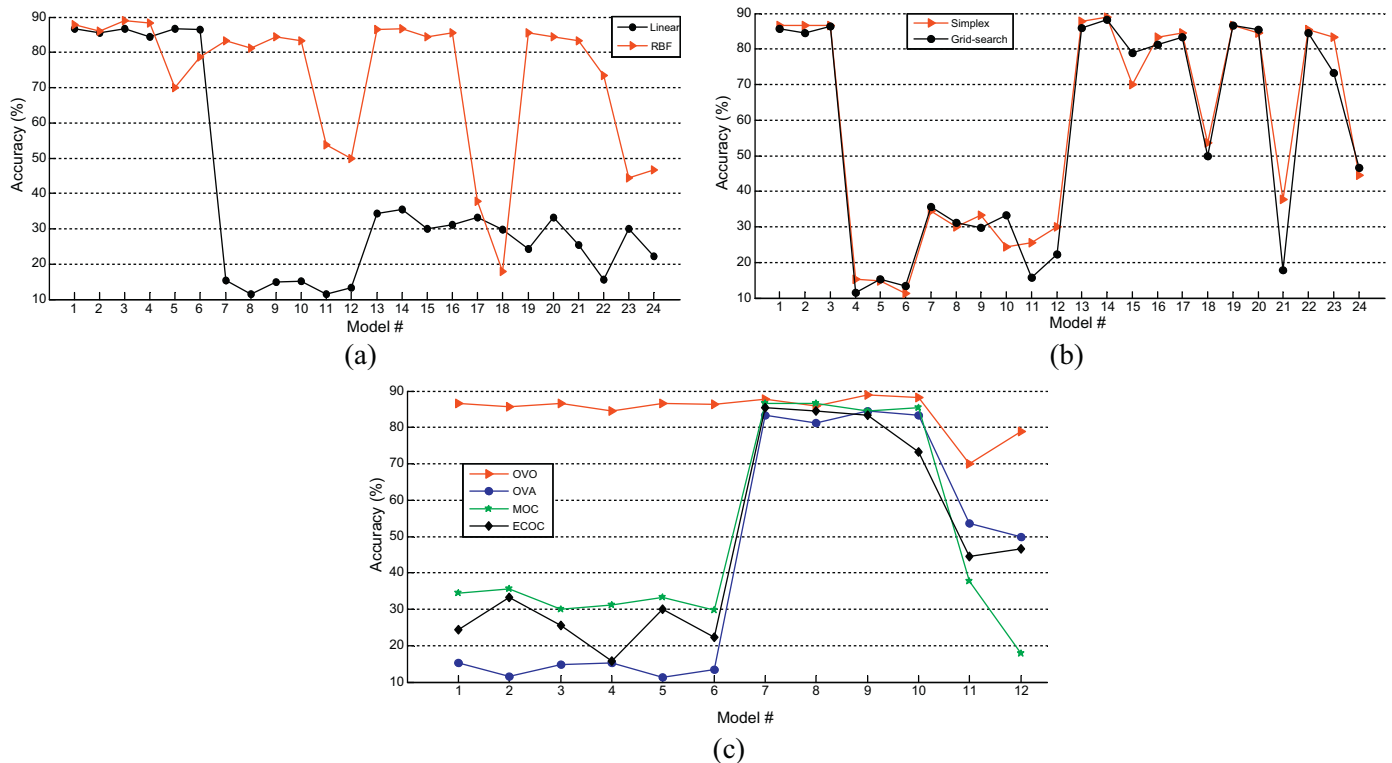 90
80
70
60
50
40
30
20
10
Accuracy (%)
Linear
RBF
1 2 3 4 5 6 7 8 9 10 11 12 13 14 15 16 17 18 19 20 21 22 23 24
Model #
(a)
90
80
70
60
50
40
30
20
10
Accuracy (%)
Simplex
Grid-search
1 2 3 4 5 6 7 8 9 10 11 12 13 14 15 16 17 18 19 20 21 22 23 24
Model #
(b)
90
80
70
60
50
40
30
20
10
Accuracy (%)
OVO
OVA
MOC
ECOC
1 2 3 4 5 6 7 8 9 10 11 12
Model #
(c)